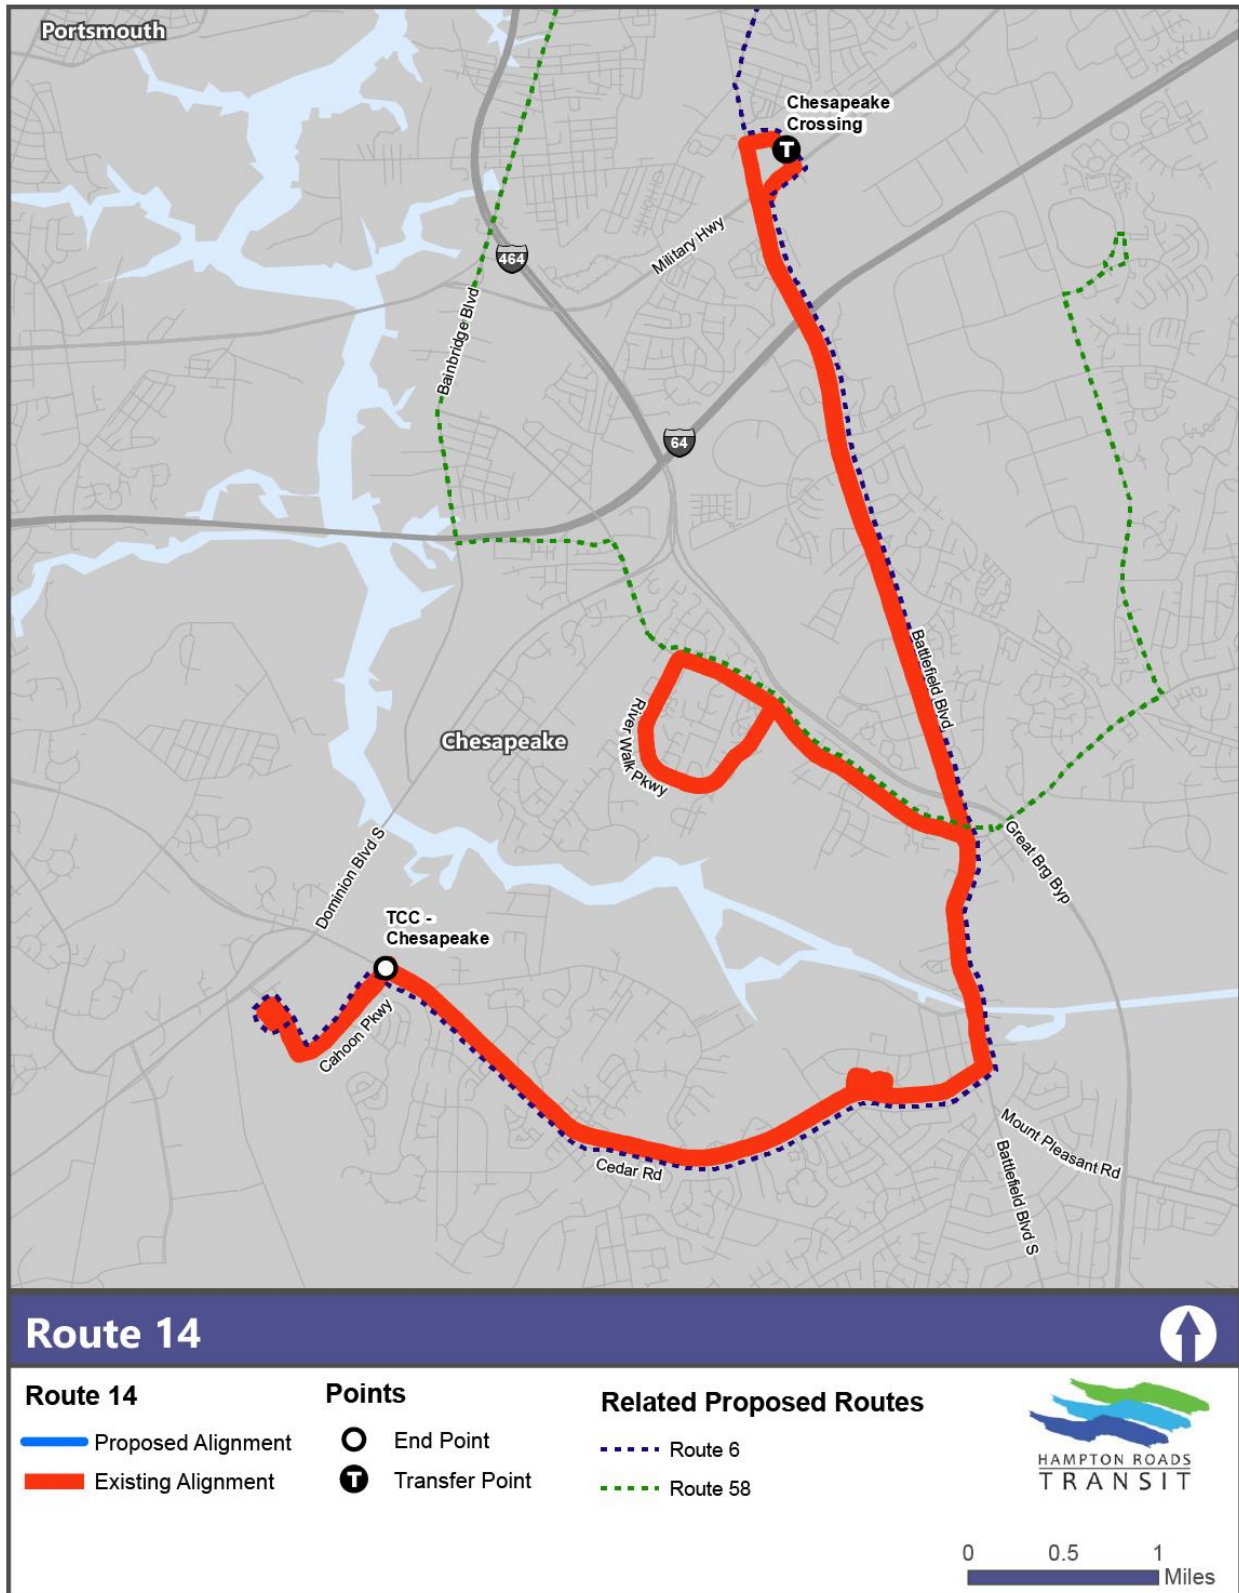 Portsmouth
Chesapeake
Crossing
T
Military Hwy
464
Bainbridge Blvd
64
Battlefield Blvd
River Walk Pkwy
Chesapeake
Great Brg Byp
Dominion Blvd S
TCC -
Chesapeake
Cahoon Pkwy
Cedar Rd
Mount Pleasant Rd
Battlefield Blvd S
Route 14
Route 14
Proposed Alignment
Existing Alignment
Points
End Point
T Transfer Point
Related Proposed Routes
Route 6
Route 58
HAMPTON ROADS
TRANSIT
0 0.5 1
Miles